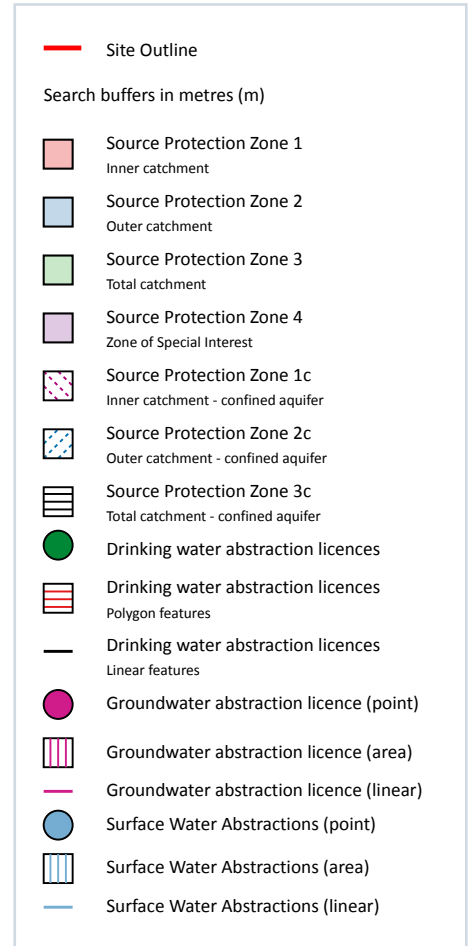 Site Outline
Search buffers in metres (m)
Source Protection Zone 1
Inner catchment
Source Protection Zone 2
Outer catchment
Source Protection Zone 3
Total catchment
Source Protection Zone 4
Zone of Special Interest
Source Protection Zone 1c
Inner catchment - confined aquifer
Source Protection Zone 2c
Outer catchment - confined aquifer
Source Protection Zone 3c
Total catchment - confined aquifer
Drinking water abstraction licences
Drinking water abstraction licences
Polygon features
Drinking water abstraction licences
Linear features
Groundwater abstraction licence (point)
Groundwater abstraction licence (area)
Groundwater abstraction licence (linear)
Surface Water Abstractions (point)
Surface Water Abstractions (area)
Surface Water Abstractions (linear)